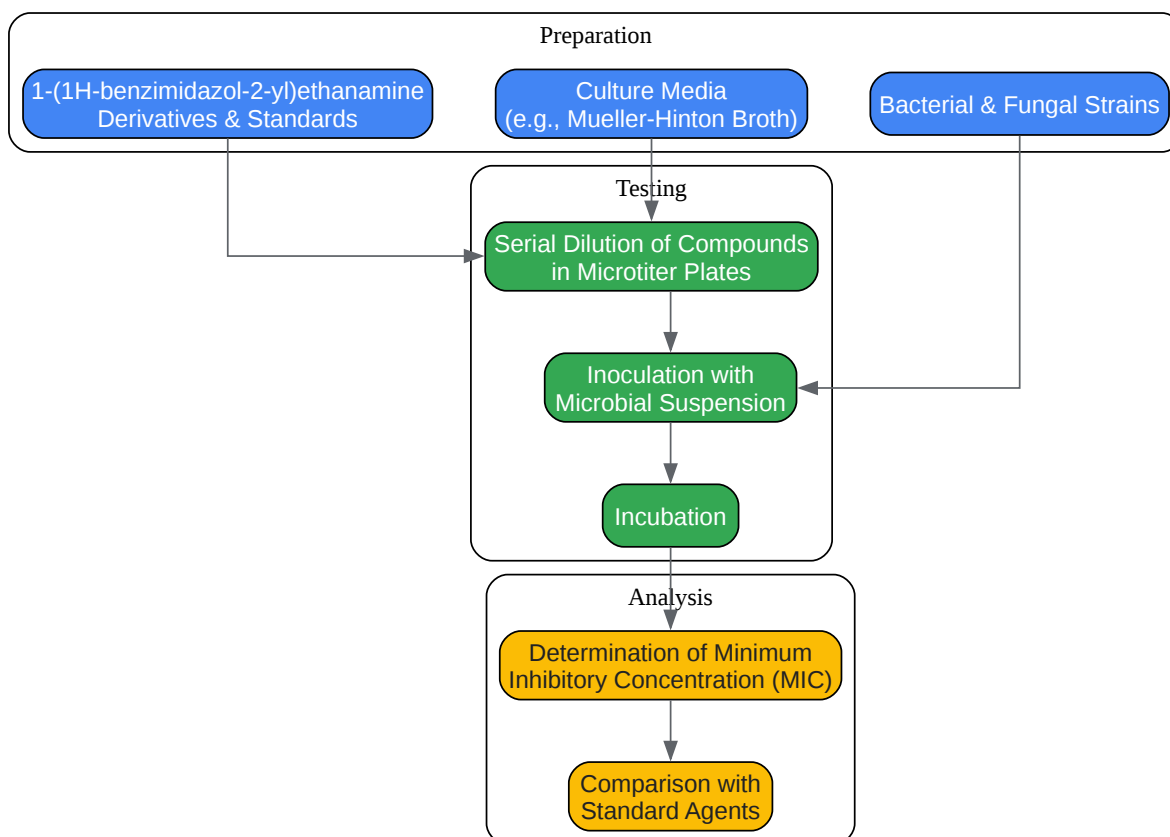 Preparation
1-(1H-benzimidazol-2-yl)ethanamine
Derivatives & Standards
Culture Media
(e.g., Mueller-Hinton Broth)
Bacterial & Fungal Strains
Testing
Serial Dilution of Compounds
in Microtiter Plates
Inoculation with
Microbial Suspension
Incubation
Analysis
Determination of Minimum
Inhibitory Concentration (MIC)
Comparison with
Standard Agents